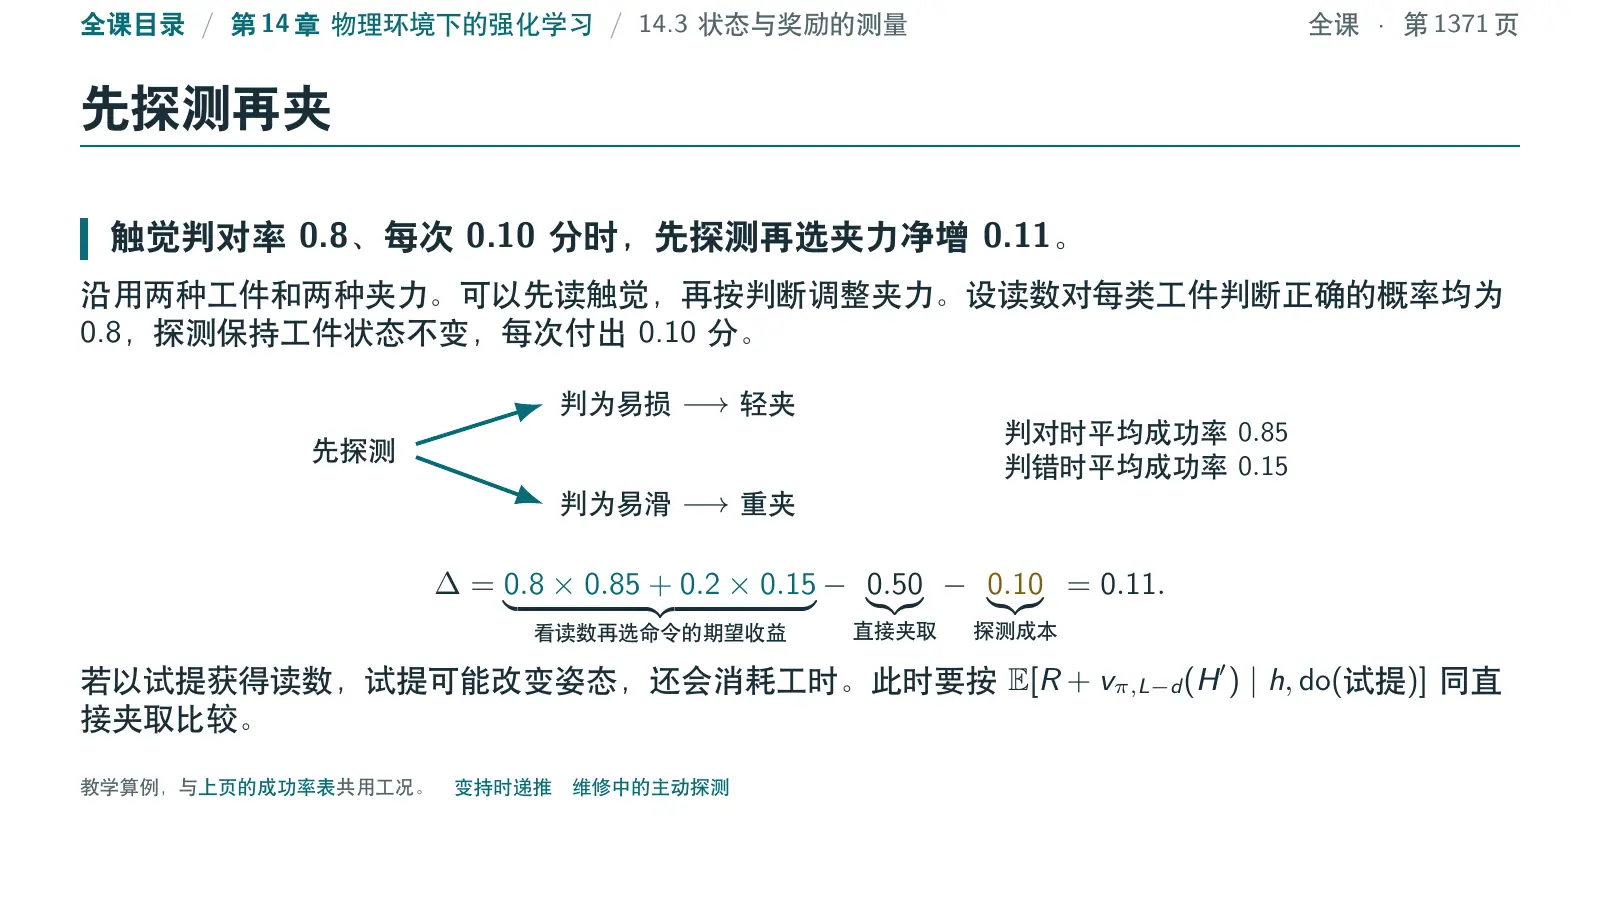 全课目录 / 第 14 章 物理环境下的强化学习 / 14.3 状态与奖励的测量
全课 · 第 1371 页
先探测再夹
触觉判对率 0.8、每次 0.10 分时，先探测再选夹力净增 0.11。
沿用两种工件和两种夹力。可以先读触觉，再按判断调整夹力。设读数对每类工件判断正确的概率均为
0.8，探测保持工件状态不变，每次付出 0.10 分。
判为易损 ⟶ 轻夹
先探测
判为易滑 ⟶ 重夹
判对时平均成功率 0.85
判错时平均成功率 0.15
Δ = 0.8 × 0.85 + 0.2 × 0.15 − 0.50 − 0.10 = 0.11.
看读数再选命令的期望收益 直接夹取 探测成本
若以试提获得读数，试提可能改变姿态，还会消耗工时。此时要按 𝔼[R + v_{π,L−d}(H′) | h, do(试提)] 同直
接夹取比较。
教学算例，与上页的成功率表共用工况。 变持时递推 维修中的主动探测